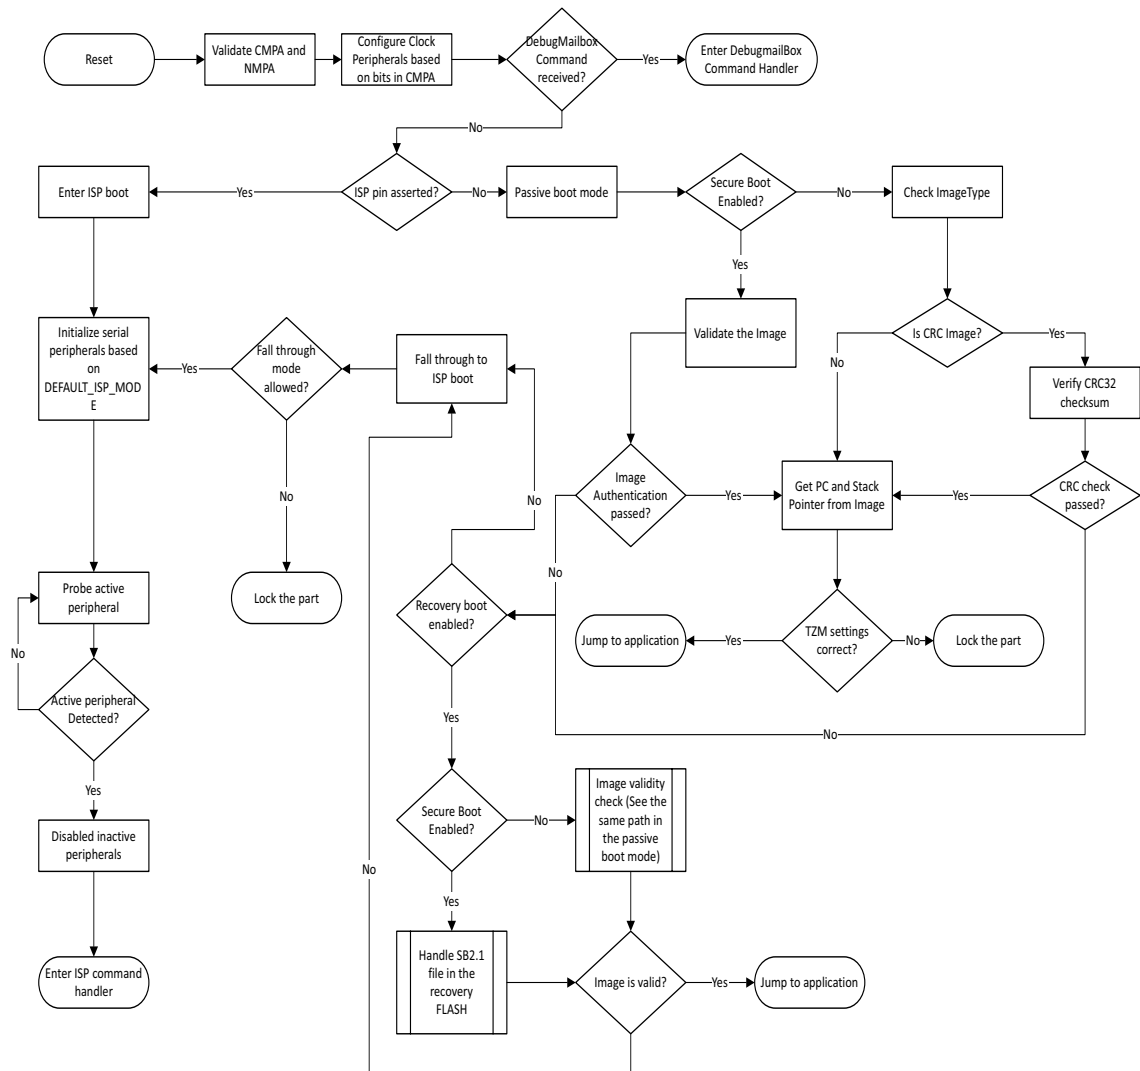 Reset
Validate CMPA and
NMPA
Configure Clock
Peripherals based
on bits in CMPA
DebugMailbox
Command
received?
Yes
Enter DebugmailBox
Command Handler
No
Enter ISP boot
Yes
ISP pin asserted?
No
Passive boot mode
Secure Boot
Enabled?
No
Check ImageType
Yes
Initialize serial
peripherals based
on
DEFAULT_ISP_MOD
E
Yes
Fall through
mode
allowed?
Fall through to
ISP boot
Validate the Image
Is CRC Image?
Yes
No
Verify CRC32
checksum
No
No
Image
Authentication
passed?
Yes
Get PC and Stack
Pointer from Image
Yes
CRC check
passed?
No
Probe active
peripheral
Lock the part
Recovery boot
enabled?
Jump to application
Yes
TZM settings
correct?
No
Lock the part
No
Active peripheral
Detected?
Yes
No
Yes
Secure Boot
Enabled?
No
Image validity
check (See the
same path in
the passive
boot mode)
Disabled inactive
peripherals
No
Yes
Enter ISP command
handler
Handle SB2.1
file in the
recovery
FLASH
Image is valid?
Yes
Jump to application